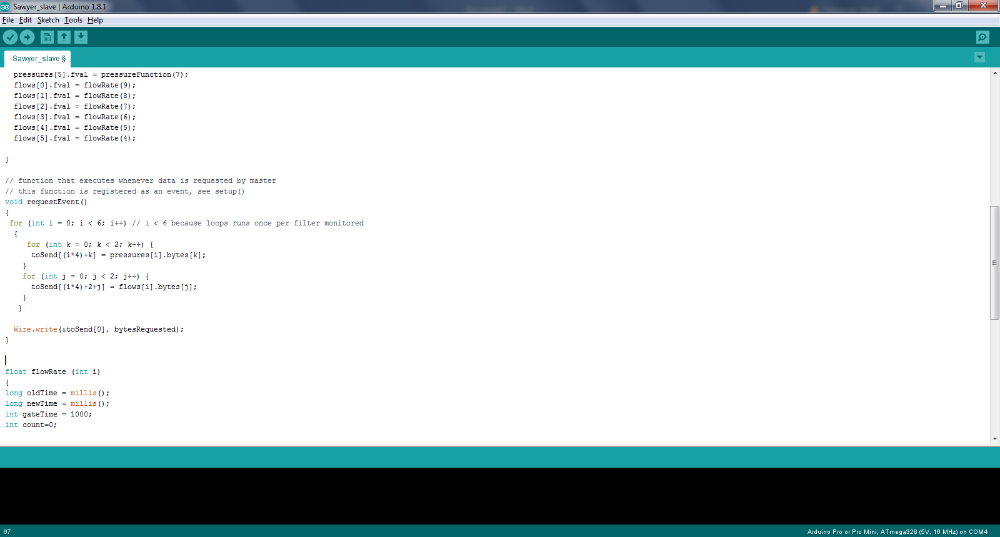 Sawyer_slave | Arduino 1.8.1
File Edit Sketch Tools Help
Sawyer_slave §
pressures[5].fval = pressureFunction(7);
flows[0].fval = flowRate(9);
flows[1].fval = flowRate(8);
flows[2].fval = flowRate(7);
flows[3].fval = flowRate(6);
flows[4].fval = flowRate(5);
flows[5].fval = flowRate(4);
}
// function that executes whenever data is requested by master
// this function is registered as an event, see setup()
void requestEvent()
{
for (int i = 0; i < 6; i++) // i < 6 because loops runs once per filter monitored
{
for (int k = 0; k < 2; k++) {
toSend[(i*4)+k] = pressures[i].bytes[k];
}
for (int j = 0; j < 2; j++) {
toSend[(i*4)+2+j] = flows[i].bytes[j];
}
}
Wire.write(&toSend[0], bytesRequested);
}
float flowRate (int i)
{
long oldTime = millis();
long newTime = millis();
int gateTime = 1000;
int count=0;
67
Arduino Pro or Pro Mini, ATmega328 (5V, 16 MHz) on COM4